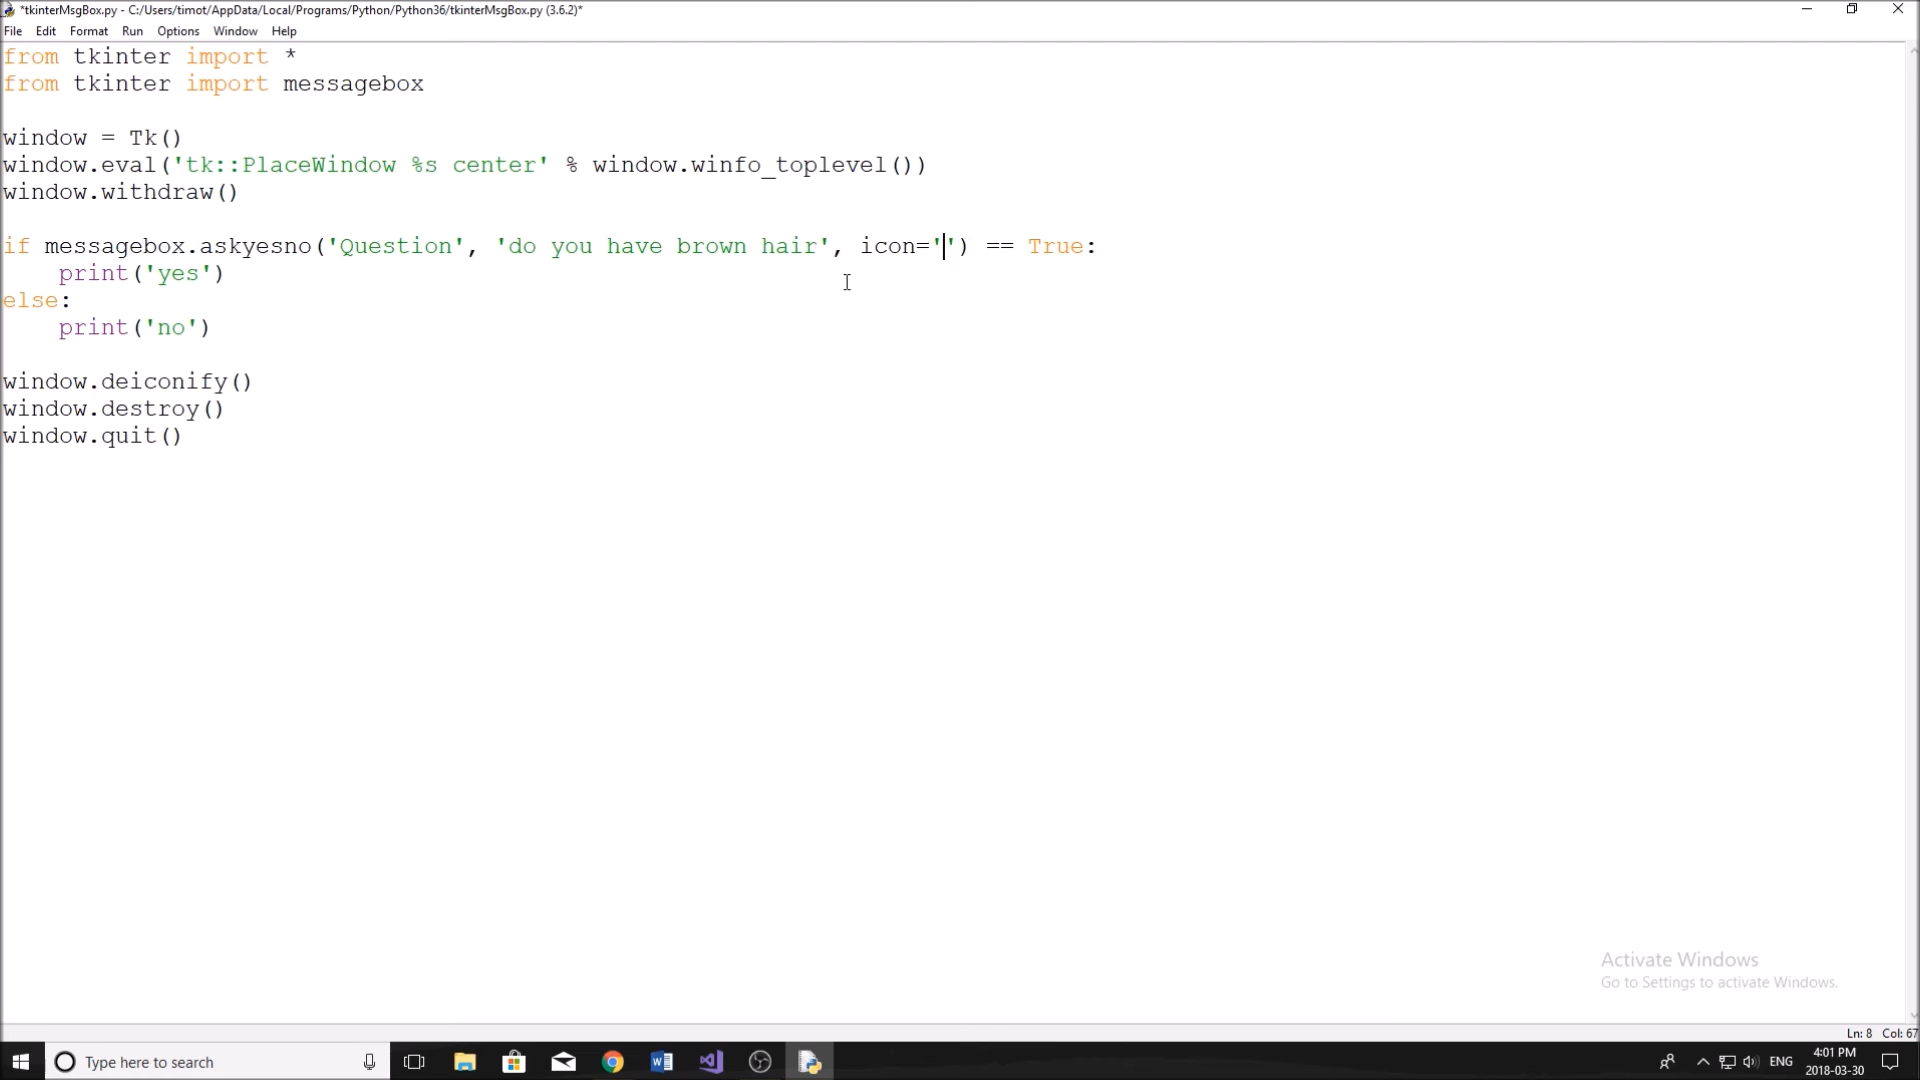 *tkinterMsgBox.py - C:/Users/timot/AppData/Local/Programs/Python/Python36/tkinterMsgBox.py (3.6.2)*
File Edit Format Run Options Window Help
from tkinter import *
from tkinter import messagebox
window = Tk()
window.eval('tk::PlaceWindow %s center' % window.winfo_toplevel())
window.withdraw()
if messagebox.askyesno('Question', 'do you have brown hair', icon='') == True:
    print('yes')
else:
    print('no')
window.deiconify()
window.destroy()
window.quit()
Activate Windows
Go to Settings to activate Windows.
Ln: 8 Col: 67
Type here to search
ENG
4:01 PM
2018-03-30